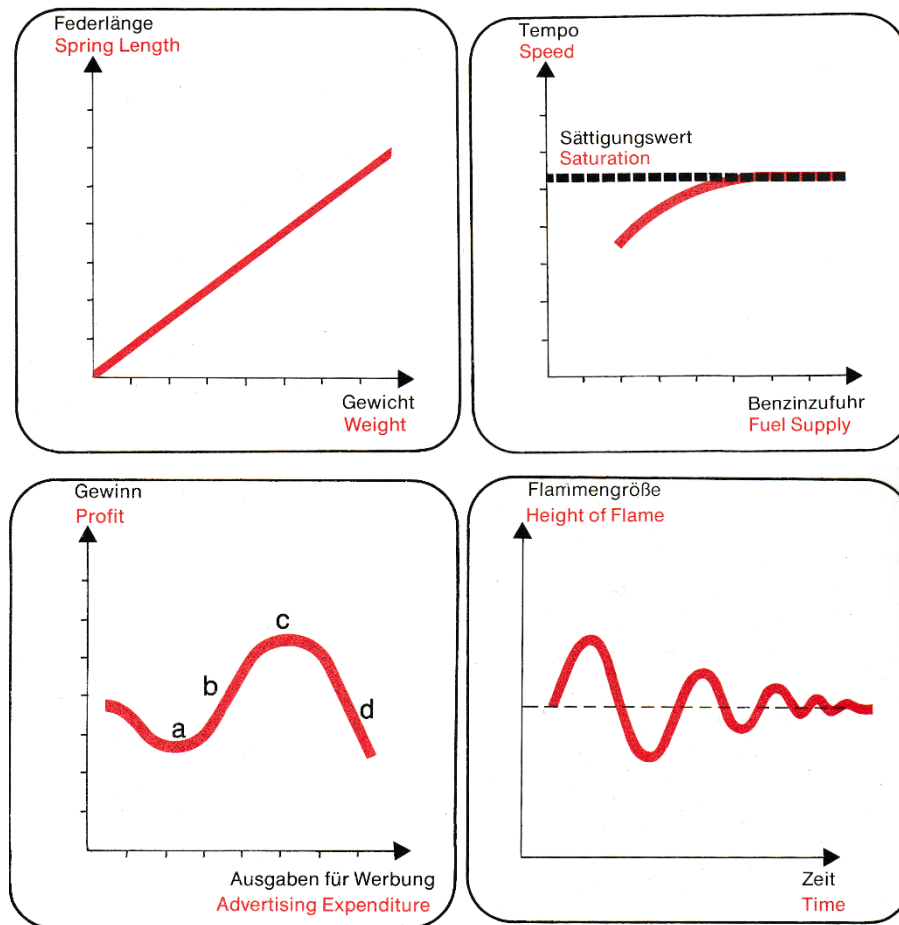 Federlänge
Spring Length
Gewicht
Weight
Tempo
Speed
Sättigungswert
Saturation
Benzinzufuhr
Fuel Supply
Gewinn
Profit
c
b
a
d
Ausgaben für Werbung
Advertising Expenditure
Flammengröße
Height of Flame
Zeit
Time